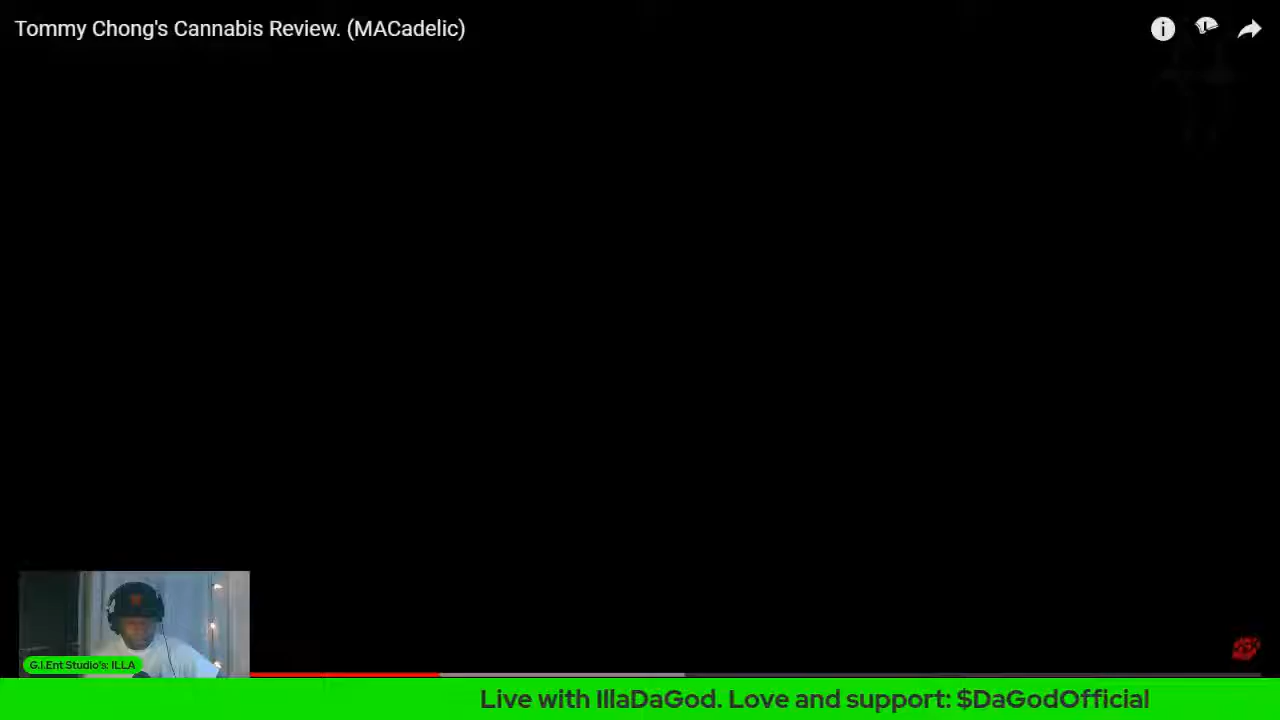 Tommy Chong's Cannabis Review. (MACadelic)
G.I.Ent Studio's: ILLA
Live with IllaDaGod. Love and support: $DaGodOfficial